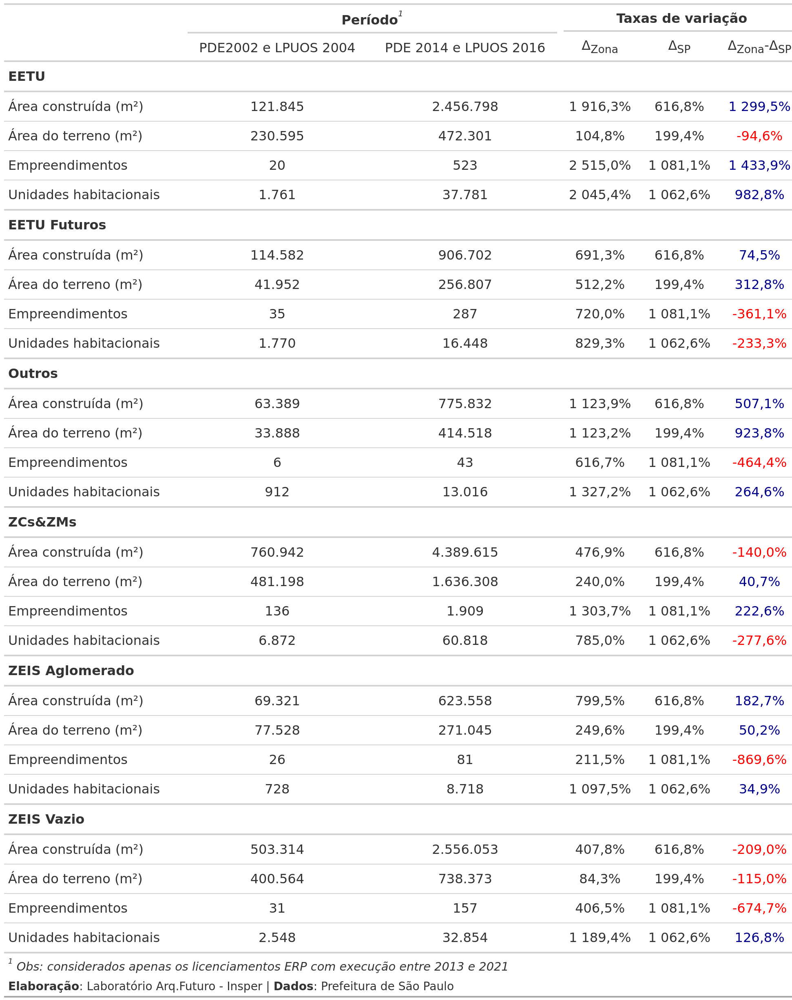 Período1 Taxas de variação
PDE2002 e LPUOS 2004 PDE 2014 e LPUOS 2016 ΔZona ΔSP ΔZona-ΔSP
EETU
Área construída (m²) 121.845 2.456.798 1 916,3% 616,8% 1 299,5%
Área do terreno (m²) 230.595 472.301 104,8% 199,4% -94,6%
Empreendimentos 20 523 2 515,0% 1 081,1% 1 433,9%
Unidades habitacionais 1.761 37.781 2 045,4% 1 062,6% 982,8%
EETU Futuros
Área construída (m²) 114.582 906.702 691,3% 616,8% 74,5%
Área do terreno (m²) 41.952 256.807 512,2% 199,4% 312,8%
Empreendimentos 35 287 720,0% 1 081,1% -361,1%
Unidades habitacionais 1.770 16.448 829,3% 1 062,6% -233,3%
Outros
Área construída (m²) 63.389 775.832 1 123,9% 616,8% 507,1%
Área do terreno (m²) 33.888 414.518 1 123,2% 199,4% 923,8%
Empreendimentos 6 43 616,7% 1 081,1% -464,4%
Unidades habitacionais 912 13.016 1 327,2% 1 062,6% 264,6%
ZCs&ZMs
Área construída (m²) 760.942 4.389.615 476,9% 616,8% -140,0%
Área do terreno (m²) 481.198 1.636.308 240,0% 199,4% 40,7%
Empreendimentos 136 1.909 1 303,7% 1 081,1% 222,6%
Unidades habitacionais 6.872 60.818 785,0% 1 062,6% -277,6%
ZEIS Aglomerado
Área construída (m²) 69.321 623.558 799,5% 616,8% 182,7%
Área do terreno (m²) 77.528 271.045 249,6% 199,4% 50,2%
Empreendimentos 26 81 211,5% 1 081,1% -869,6%
Unidades habitacionais 728 8.718 1 097,5% 1 062,6% 34,9%
ZEIS Vazio
Área construída (m²) 503.314 2.556.053 407,8% 616,8% -209,0%
Área do terreno (m²) 400.564 738.373 84,3% 199,4% -115,0%
Empreendimentos 31 157 406,5% 1 081,1% -674,7%
Unidades habitacionais 2.548 32.854 1 189,4% 1 062,6% 126,8%
1 Obs: considerados apenas os licenciamentos ERP com execução entre 2013 e 2021
Elaboração: Laboratório Arq.Futuro - Insper | Dados: Prefeitura de São Paulo